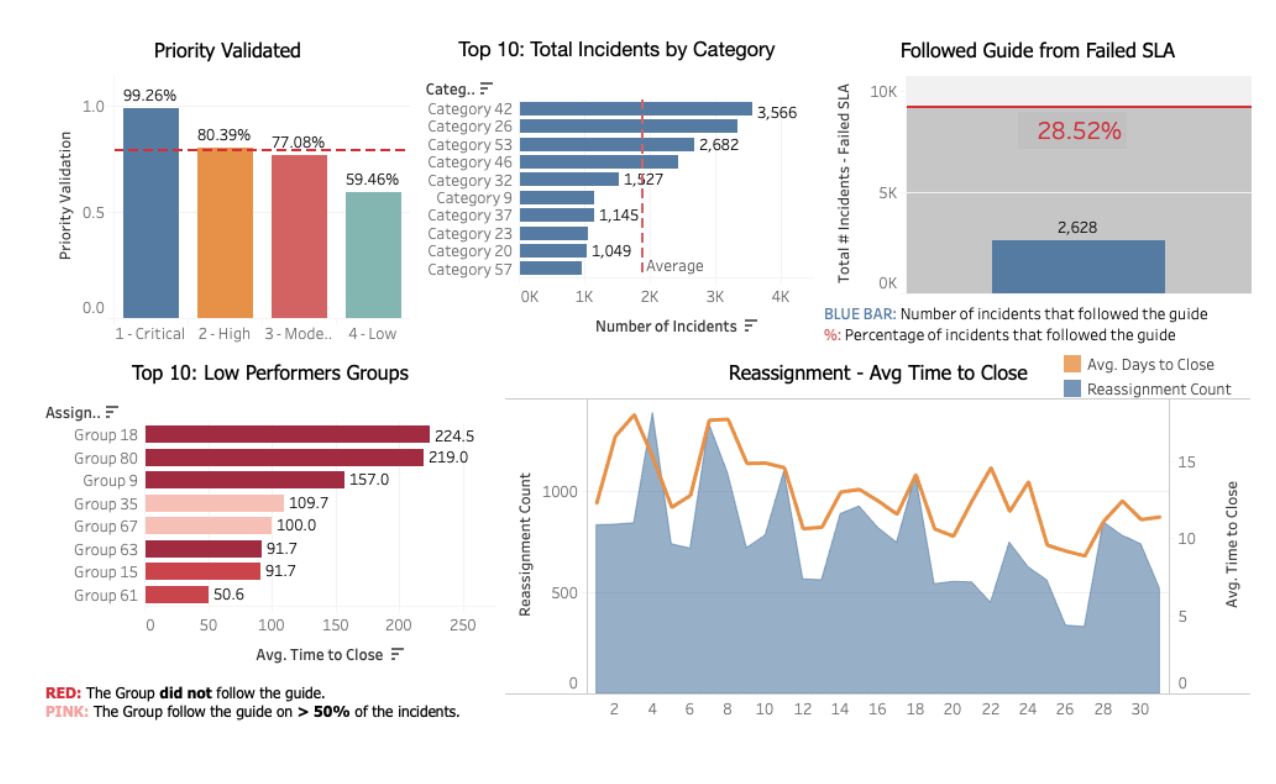 Priority Validated
Priority Validation
1.0
0.5
0.0
99.26%
80.39%
77.08%
59.46%
1 - Critical
2 - High
3 - Mode..
4 - Low
Top 10: Total Incidents by Category
Categ..
Category 42
Category 26
Category 53
Category 46
Category 32
Category 9
Category 37
Category 23
Category 20
Category 57
3,566
2,682
1,527
1,145
1,049
Average
0K
1K
2K
3K
4K
Number of Incidents
Followed Guide from Failed SLA
Total # Incidents - Failed SLA
10K
5K
0K
28.52%
2,628
BLUE BAR: Number of incidents that followed the guide
%: Percentage of incidents that followed the guide
Top 10: Low Performers Groups
Assign..
Group 18
Group 80
Group 9
Group 35
Group 67
Group 63
Group 15
Group 61
224.5
219.0
157.0
109.7
100.0
91.7
91.7
50.6
0
50
100
150
200
250
Avg. Time to Close
RED: The Group did not follow the guide.
PINK: The Group follow the guide on > 50% of the incidents.
Reassignment - Avg Time to Close
Avg. Days to Close
Reassignment Count
Reassignment Count
1000
500
0
15
10
5
0
Avg. Time to Close
2
4
6
8
10
12
14
16
18
20
22
24
26
28
30